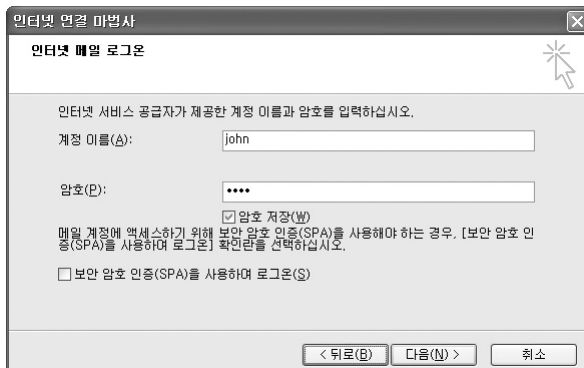 인터넷 연결 마법사
인터넷 메일 로그온
인터넷 서비스 공급자가 제공한 계정 이름과 암호를 입력하십시오.
계정 이름(A):
john
암호(P):
••••
암호 저장(W)
메일 계정에 액세스하기 위해 보안 암호 인증(SPA)을 사용해야 하는 경우, [보안 암호 인
증(SPA)을 사용하여 로그온] 확인란을 선택하십시오.
보안 암호 인증(SPA)을 사용하여 로그온(S)
< 뒤로(B)
다음(N) >
취소